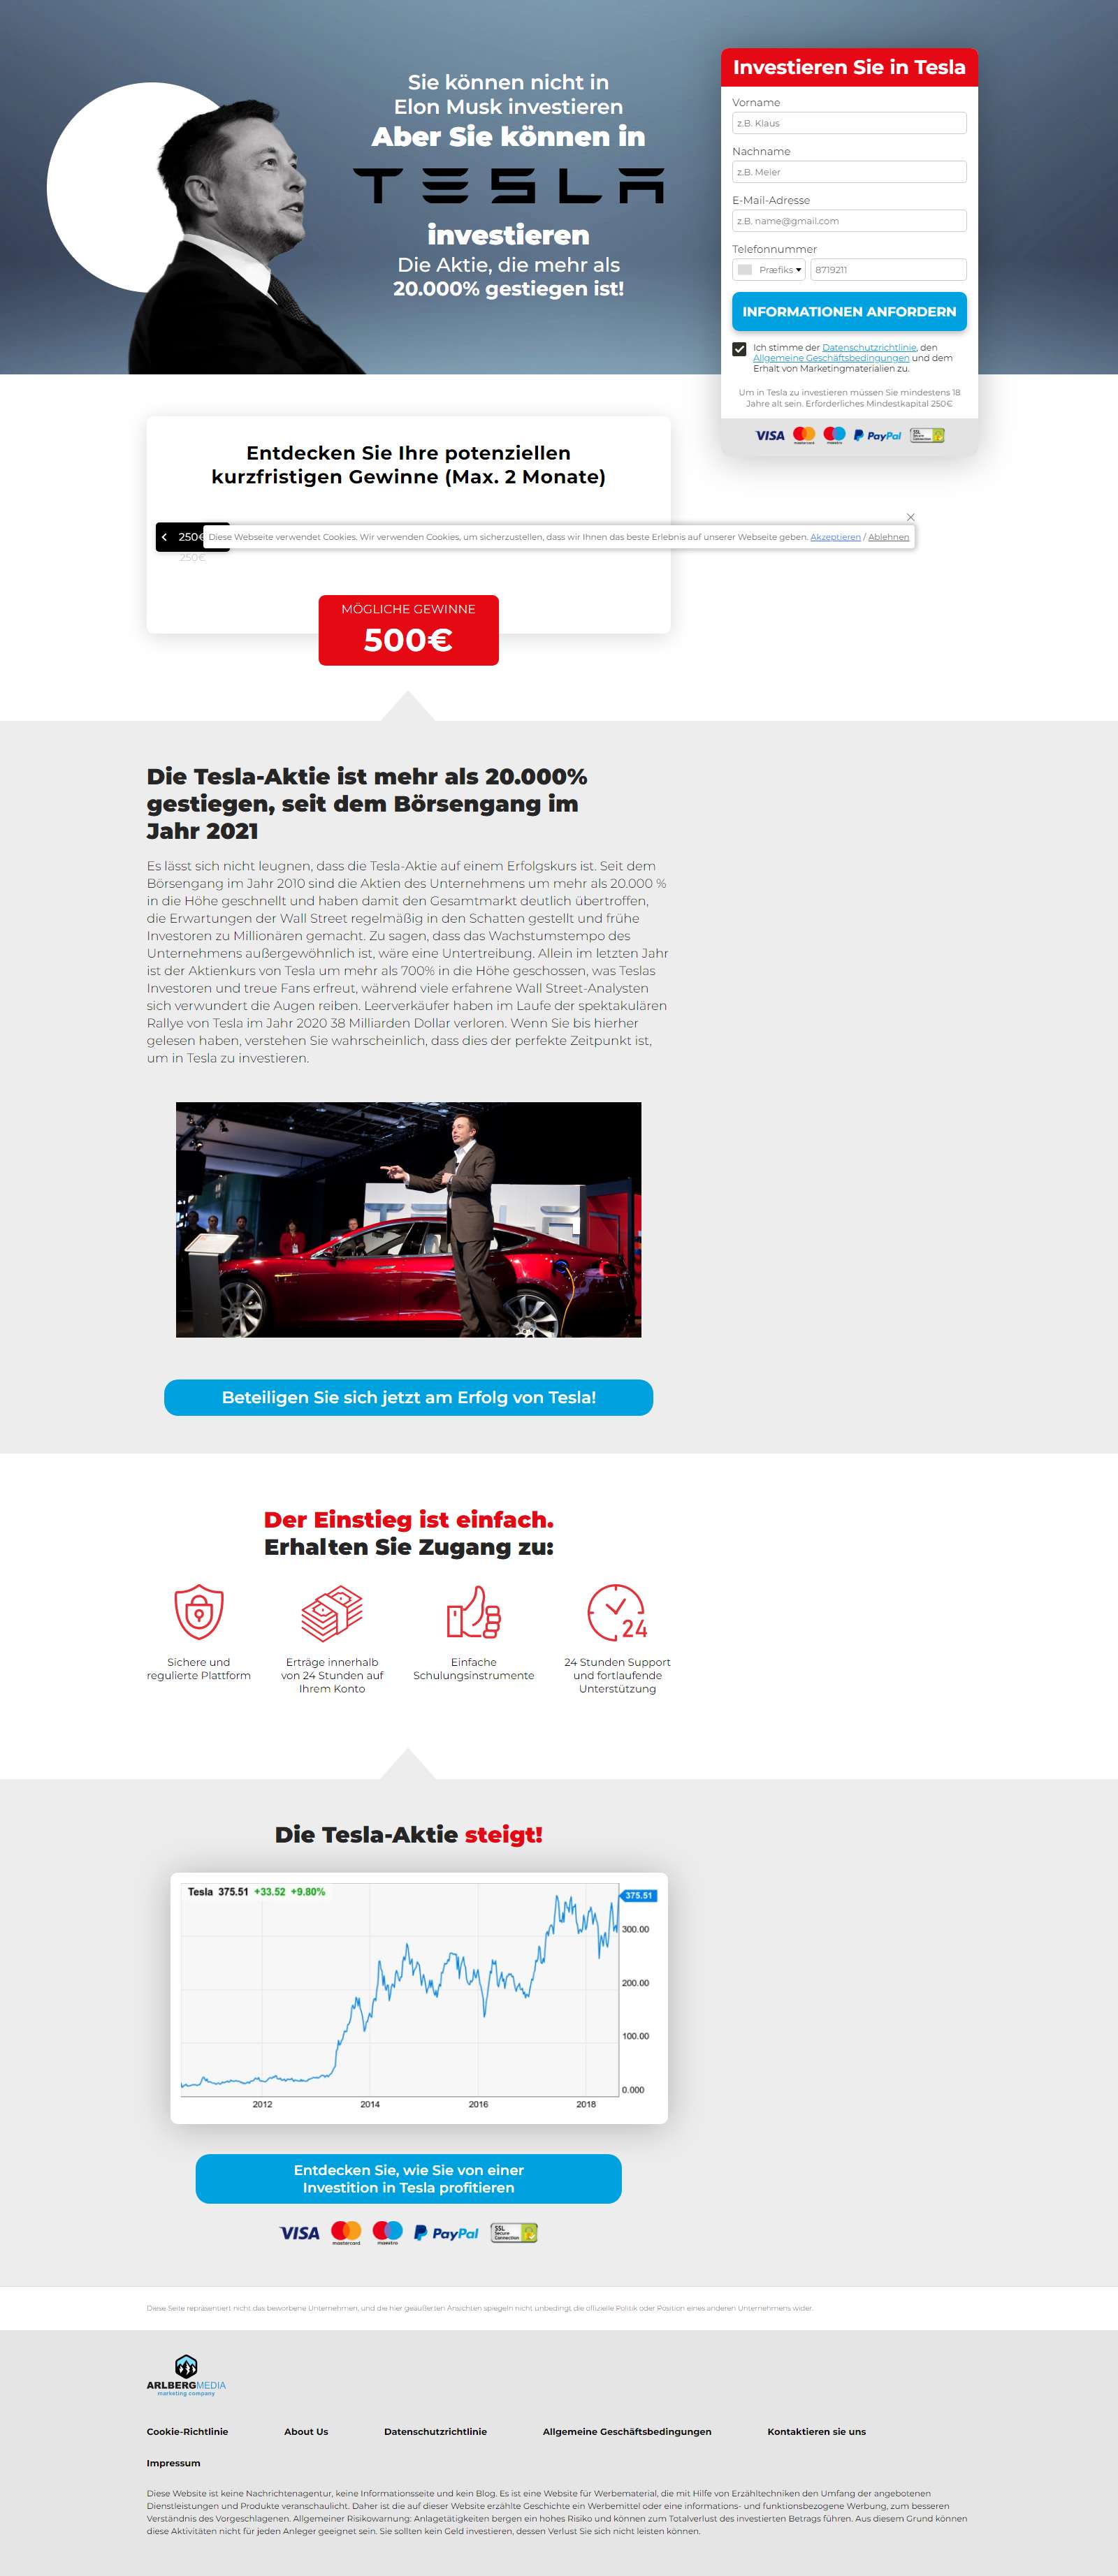 Sie können nicht in
Elon Musk investieren
Aber Sie können in
TESLA
investieren
Die Aktie, die mehr als
20.000% gestiegen ist!
Investieren Sie in Tesla
Vorname
z.B. Klaus
Nachname
z.B. Meier
E-Mail-Adresse
z.B. name@gmail.com
Telefonnummer
Præfiks 8719211
INFORMATIONEN ANFORDERN
Ich stimme der Datenschutzrichtlinie, den
Allgemeine Geschäftsbedingungen und dem
Erhalt von Marketingmaterialien zu.
Um in Tesla zu investieren müssen Sie mindestens 18
Jahre alt sein. Erforderliches Mindestkapital 250€
VISA mastercard maestro PayPal SSL Secure Connection
Entdecken Sie Ihre potenziellen
kurzfristigen Gewinne (Max. 2 Monate)
250€
Diese Webseite verwendet Cookies. Wir verwenden Cookies, um sicherzustellen, dass wir Ihnen das beste Erlebnis auf unserer Webseite geben. Akzeptieren / Ablehnen
250€
MÖGLICHE GEWINNE
500€
Die Tesla-Aktie ist mehr als 20.000%
gestiegen, seit dem Börsengang im
Jahr 2021
Es lässt sich nicht leugnen, dass die Tesla-Aktie auf einem Erfolgskurs ist. Seit dem
Börsengang im Jahr 2010 sind die Aktien des Unternehmens um mehr als 20.000 %
in die Höhe geschnellt und haben damit den Gesamtmarkt deutlich übertroffen,
die Erwartungen der Wall Street regelmäßig in den Schatten gestellt und frühe
Investoren zu Millionären gemacht. Zu sagen, dass das Wachstumstempo des
Unternehmens außergewöhnlich ist, wäre eine Untertreibung. Allein im letzten Jahr
ist der Aktienkurs von Tesla um mehr als 700% in die Höhe geschossen, was Teslas
Investoren und treue Fans erfreut, während viele erfahrene Wall Street-Analysten
sich verwundert die Augen reiben. Leerverkäufer haben im Laufe der spektakulären
Rallye von Tesla im Jahr 2020 38 Milliarden Dollar verloren. Wenn Sie bis hierher
gelesen haben, verstehen Sie wahrscheinlich, dass dies der perfekte Zeitpunkt ist,
um in Tesla zu investieren.
TESLA
Beteiligen Sie sich jetzt am Erfolg von Tesla!
Der Einstieg ist einfach.
Erhalten Sie Zugang zu:
24
Sichere und
regulierte Plattform
Erträge innerhalb
von 24 Stunden auf
Ihrem Konto
Einfache
Schulungsinstrumente
24 Stunden Support
und fortlaufende
Unterstützung
Die Tesla-Aktie steigt!
Tesla 375.51 +33.52 +9.80%
375.51
300.00
200.00
100.00
0.000
2012 2014 2016 2018
Entdecken Sie, wie Sie von einer
Investition in Tesla profitieren
VISA mastercard maestro PayPal SSL Secure Connection
Diese Seite repräsentiert nicht das beworbene Unternehmen, und die hier geäußerten Ansichten spiegeln nicht unbedingt die offizielle Politik oder Position eines anderen Unternehmens wider.
ARLBERGMEDIA
marketing company
Cookie-Richtlinie About Us Datenschutzrichtlinie Allgemeine Geschäftsbedingungen Kontaktieren sie uns
Impressum
Diese Website ist keine Nachrichtenagentur, keine Informationsseite und kein Blog. Es ist eine Website für Werbematerial, die mit Hilfe von Erzähltechniken den Umfang der angebotenen
Dienstleistungen und Produkte veranschaulicht. Daher ist die auf dieser Website erzählte Geschichte ein Werbemittel oder eine informations- und funktionsbezogene Werbung, zum besseren
Verständnis des Vorgeschlagenen. Allgemeiner Risikowarnung: Anlagetätigkeiten bergen ein hohes Risiko und können zum Totalverlust des investierten Betrags führen. Aus diesem Grund können
diese Aktivitäten nicht für jeden Anleger geeignet sein. Sie sollten kein Geld investieren, dessen Verlust Sie sich nicht leisten können.